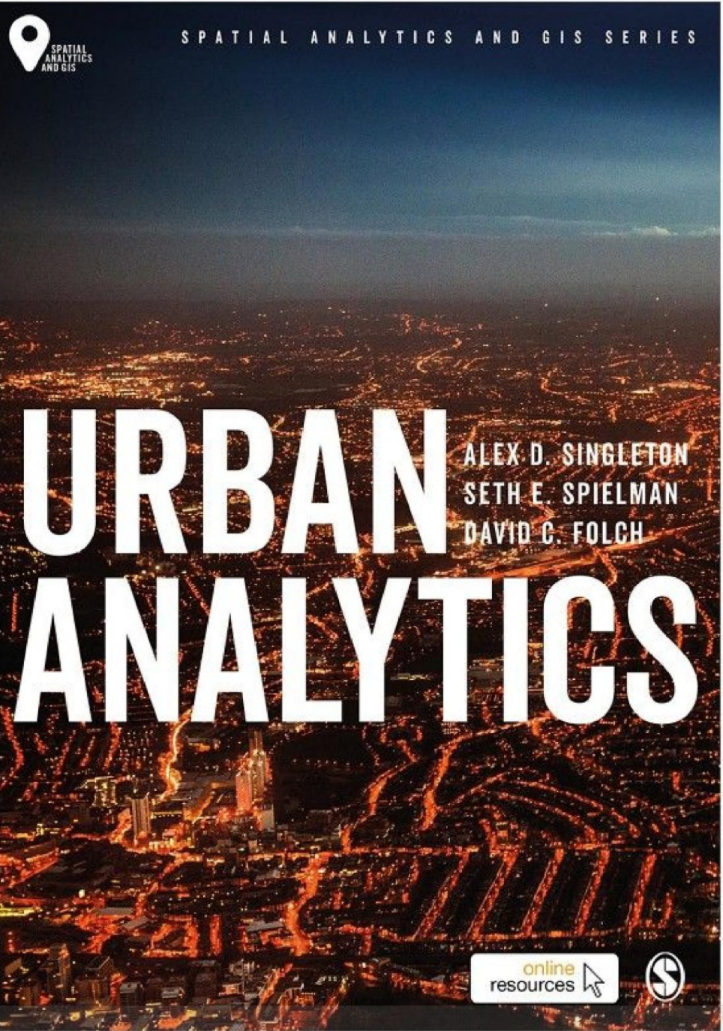 SPATIAL
ANALYTICS
AND GIS
SPATIAL ANALYTICS AND GIS SERIES
URBAN
ALEX D. SINGLETON
SETH E. SPIELMAN
DAVID C. FOLCH
ANALYTICS
online
resources
S